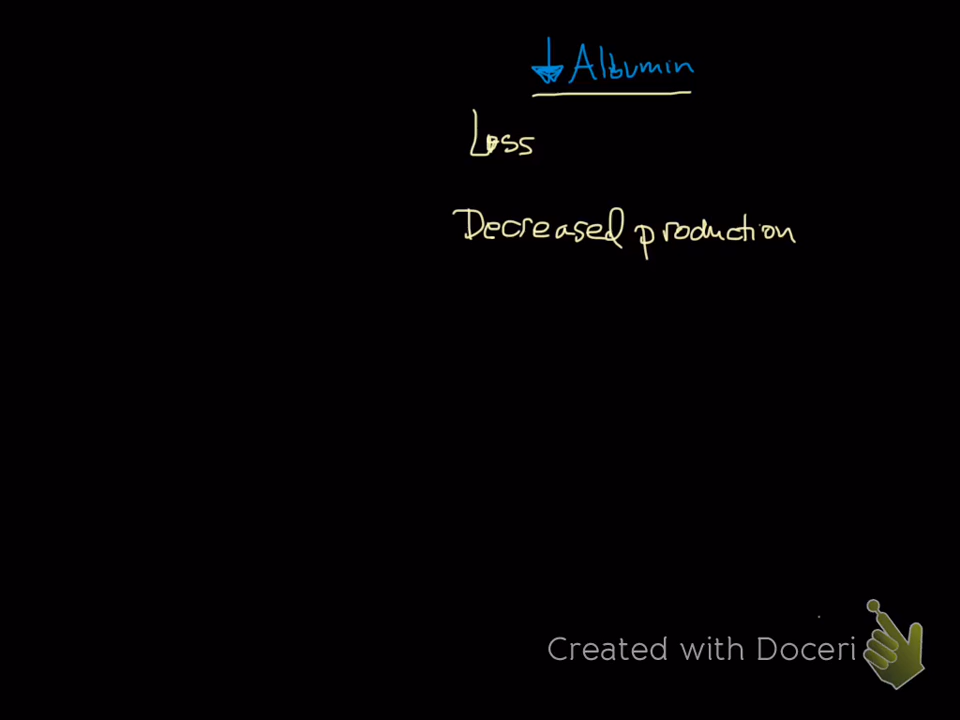 ↓ Albumin
Loss
Decreased production
Created with Doceri